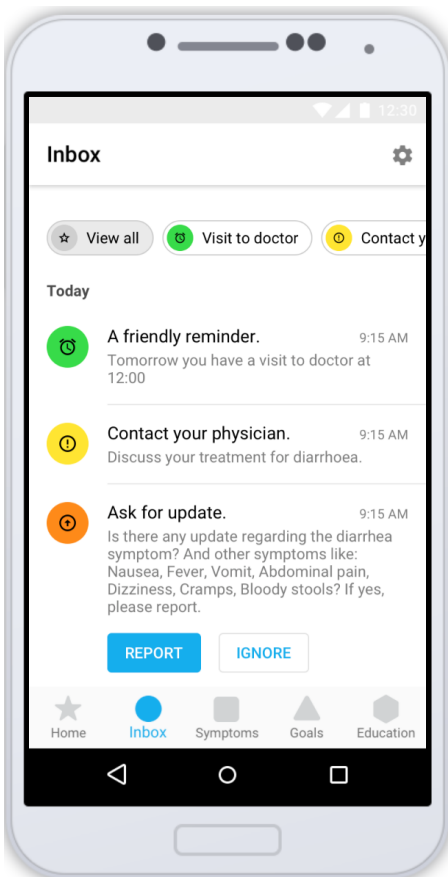 12:30
Inbox
View all
Visit to doctor
Contact y
Today
A friendly reminder. 9:15 AM
Tomorrow you have a visit to doctor at
12:00
Contact your physician. 9:15 AM
Discuss your treatment for diarrhoea.
Ask for update. 9:15 AM
Is there any update regarding the diarrhea
symptom? And other symptoms like:
Nausea, Fever, Vomit, Abdominal pain,
Dizziness, Cramps, Bloody stools? If yes,
please report.
REPORT IGNORE
Home Inbox Symptoms Goals Education